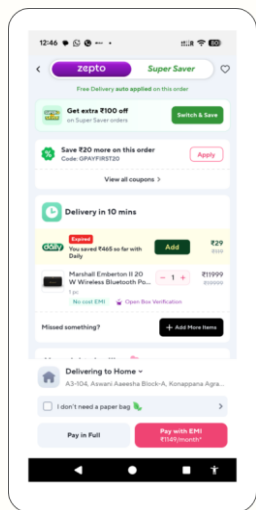 12:46
zepto
Super Saver
Free Delivery auto applied on this order
Get extra ₹100 off
on Super Saver orders
Switch & Save
Save ₹20 more on this order
Code: GPAYFIRST20
Apply
View all coupons >
Delivery in 10 mins
daily
Expired
You saved ₹465 so far with
Daily
Add
₹29
Marshall Emberton II 20
W Wireless Bluetooth Po...
1 pc
− 1 +
₹11999
No cost EMI
Open Box Verification
Missed something?
+ Add More Items
Delivering to Home
A3-104, Aswani Aaeesha Block-A, Konappana Agra...
I don't need a paper bag
Pay in Full
Pay with EMI
₹1149/month*